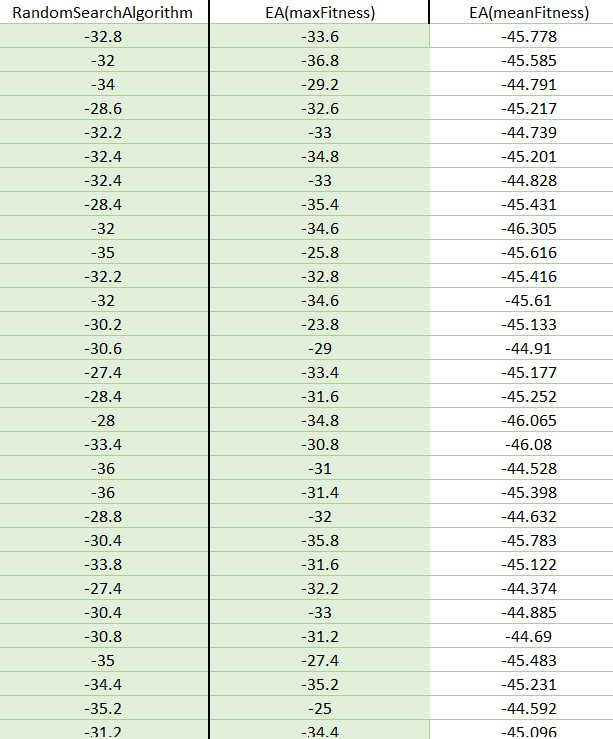 RandomSearchAlgorithm EA(maxFitness) EA(meanFitness)
-32.8 -33.6 -45.778
-32 -36.8 -45.585
-34 -29.2 -44.791
-28.6 -32.6 -45.217
-32.2 -33 -44.739
-32.4 -34.8 -45.201
-32.4 -33 -44.828
-28.4 -35.4 -45.431
-32 -34.6 -46.305
-35 -25.8 -45.616
-32.2 -32.8 -45.416
-32 -34.6 -45.61
-30.2 -23.8 -45.133
-30.6 -29 -44.91
-27.4 -33.4 -45.177
-28.4 -31.6 -45.252
-28 -34.8 -46.065
-33.4 -30.8 -46.08
-36 -31 -44.528
-36 -31.4 -45.398
-28.8 -32 -44.632
-30.4 -35.8 -45.783
-33.8 -31.6 -45.122
-27.4 -32.2 -44.374
-30.4 -33 -44.885
-30.8 -31.2 -44.69
-35 -27.4 -45.483
-34.4 -35.2 -45.231
-35.2 -25 -44.592
-31.2 -34.4 -45.096